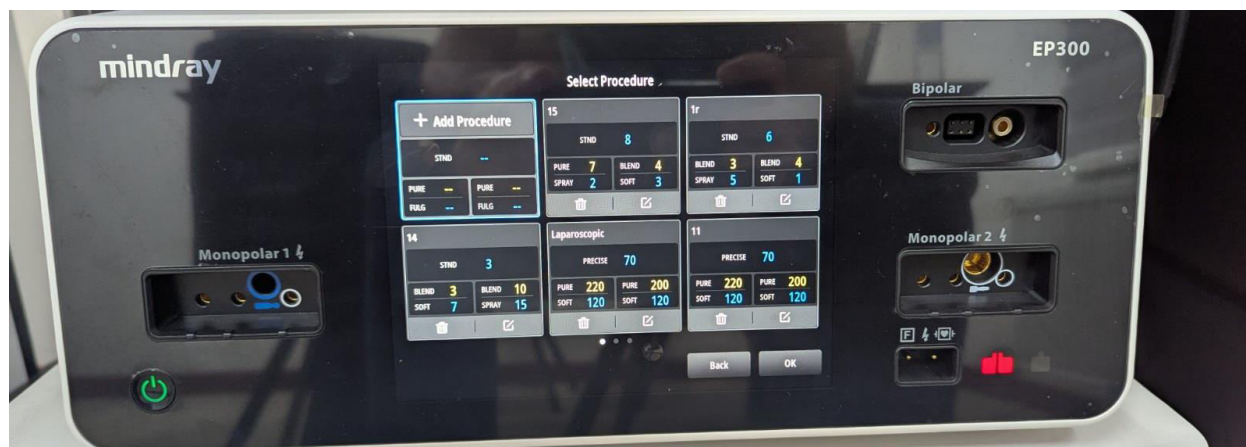 mindray
EP300
Select Procedure
Bipolar
+ Add Procedure
STND --
PURE -- PURE --
FULG -- FULG --
15
STND 8
PURE 7 BLEND 4
SPRAY 2 SOFT 3
1r
STND 6
BLEND 3 BLEND 4
SPRAY 5 SOFT 1
Monopolar 1
14
STND 3
BLEND 3 BLEND 10
SOFT 7 SPRAY 15
Laparoscopic
PRECISE 70
PURE 220 PURE 200
SOFT 120 SOFT 120
11
PRECISE 70
PURE 220 PURE 200
SOFT 120 SOFT 120
Monopolar 2
F
Back OK